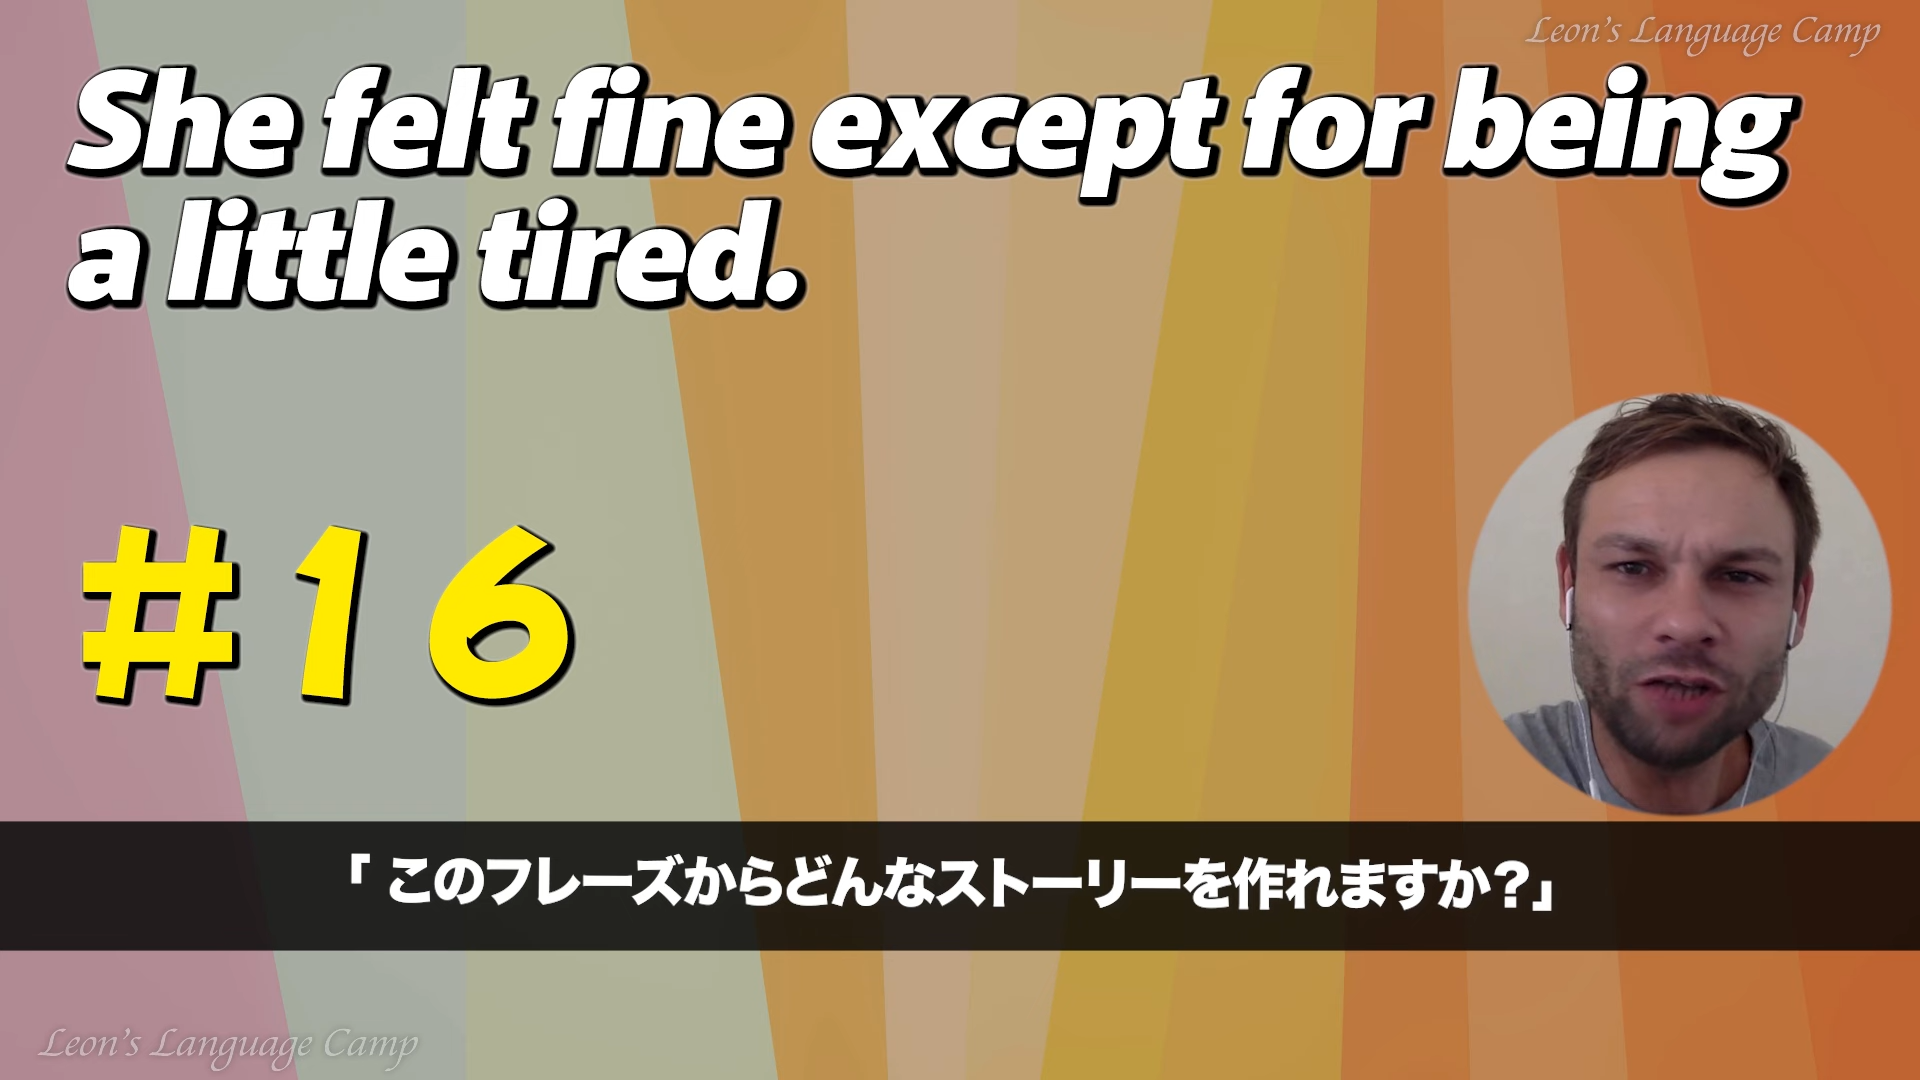 Leon's Language Camp
She felt fine except for being
a little tired.
#16
「このフレーズからどんなストーリーを作れますか?」
Leon's Language Camp